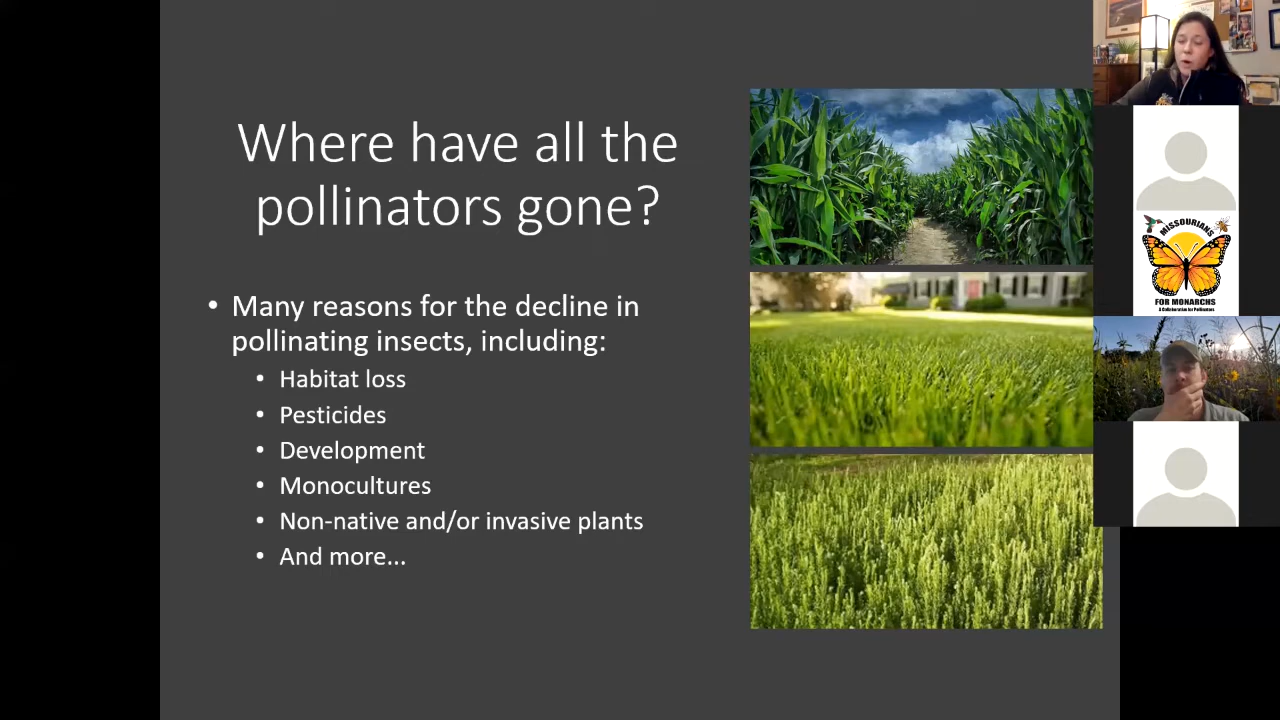 Where have all the
pollinators gone?
• Many reasons for the decline in
pollinating insects, including:
• Habitat loss
• Pesticides
• Development
• Monocultures
• Non-native and/or invasive plants
• And more...
MISSOURIANS
FOR MONARCHS
A Collaborative for Pollinators